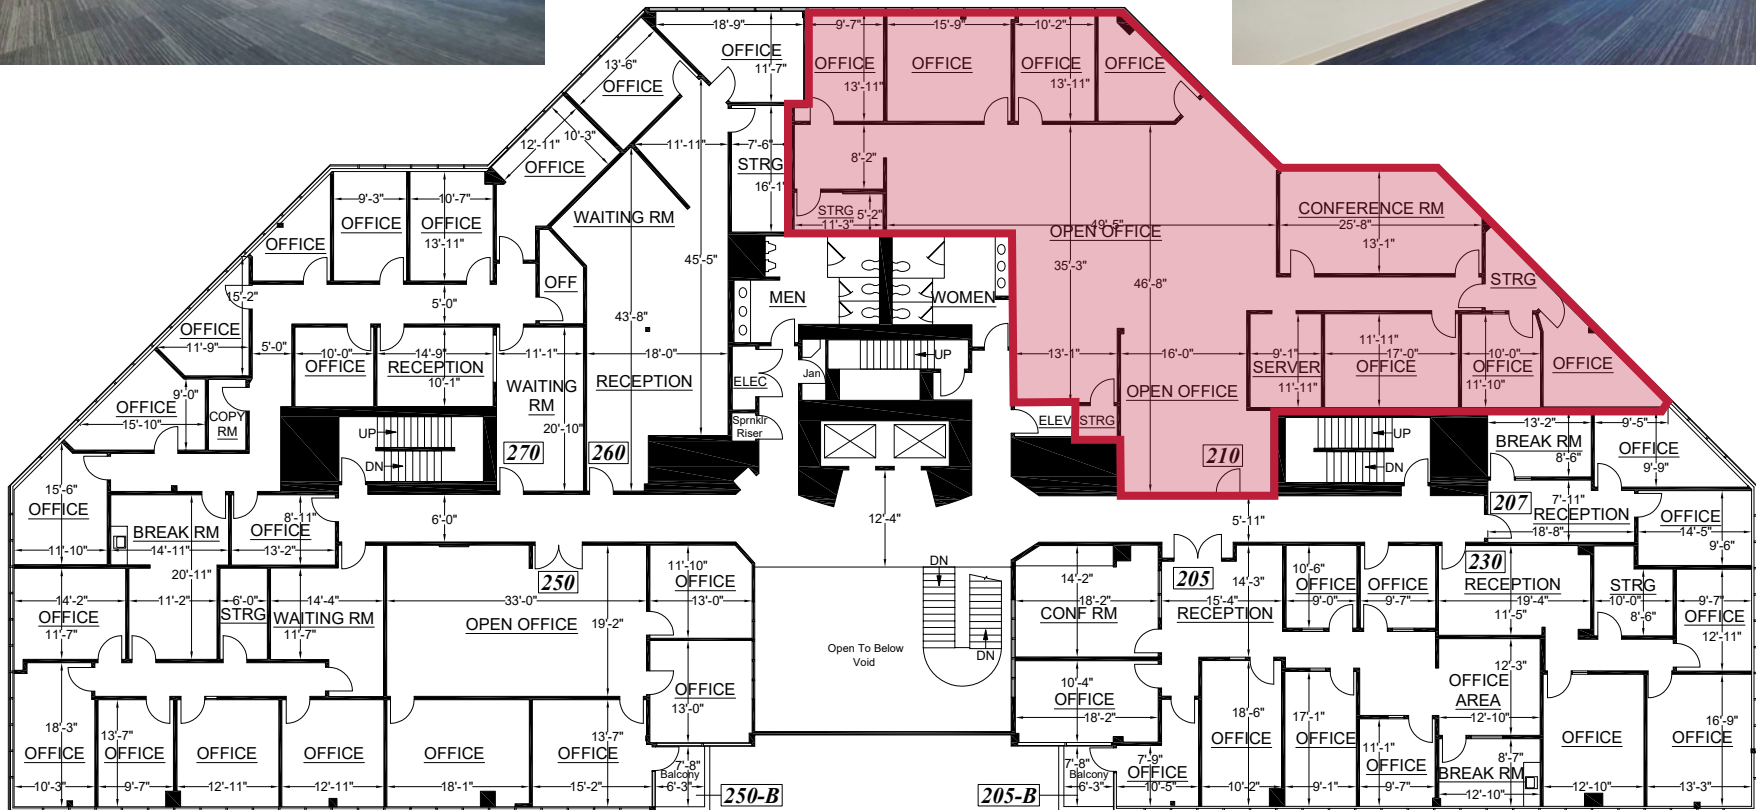 18'-9"
OFFICE
11'-7"
9'-7"
OFFICE
13'-11"
15'-9"
OFFICE
10'-2"
OFFICE
13'-11"
OFFICE
13'-6"
OFFICE
10'-3"
12'-11"
OFFICE
11'-11"
7'-6"
STRG
16'-1"
8'-2"
STRG
5'-2"
11'-3"
49'-5"
OPEN OFFICE
35'-3"
46'-8"
CONFERENCE RM
25'-8"
13'-1"
STRG
9'-3"
OFFICE
10'-7"
OFFICE
13'-11"
OFFICE
WAITING RM
45'-5"
43'-8"
OFF
MEN
WOMEN
15'-2"
OFFICE
11'-9"
5'-0"
5'-0"
10'-0"
OFFICE
14'-9"
RECEPTION
10'-1"
11'-1"
WAITING
RM
20'-10"
18'-0"
RECEPTION
ELEC
Jan
UP
Sprnklr
Riser
ELEV
STRG
13'-1"
16'-0"
OPEN OFFICE
9'-1"
SERVER
11'-11"
11'-11"
17'-0"
OFFICE
10'-0"
OFFICE
11'-10"
OFFICE
9'-0"
OFFICE
15'-10"
COPY
RM
UP
DN
270
260
210
UP
DN
13'-2"
BREAK RM
8'-6"
9'-5"
OFFICE
9'-9"
207
7'-11"
RECEPTION
18'-8"
OFFICE
14'-5"
9'-6"
15'-6"
OFFICE
11'-10"
BREAK RM
14'-11"
20'-11"
8'-11"
OFFICE
13'-2"
6'-0"
12'-4"
5'-11"
14'-2"
OFFICE
11'-7"
11'-2"
6'-0"
STRG
14'-4"
WAITING RM
11'-7"
33'-0"
OPEN OFFICE
250
19'-2"
11'-10"
OFFICE
13'-0"
OFFICE
13'-0"
DN
DN
Open To Below
Void
14'-2"
18'-2"
CONF RM
205
14'-3"
15'-4"
RECEPTION
10'-6"
OFFICE
9'-0"
OFFICE
9'-7"
230
RECEPTION
19'-4"
11'-5"
STRG
10'-0"
8'-6"
9'-7"
OFFICE
12'-11"
10'-4"
OFFICE
18'-2"
12'-3"
OFFICE
AREA
12'-10"
18'-3"
OFFICE
10'-3"
13'-7"
OFFICE
9'-7"
OFFICE
12'-11"
OFFICE
12'-11"
OFFICE
18'-1"
13'-7"
OFFICE
15'-2"
7'-8"
Balcony
6'-3"
250-B
205-B
7'-8"
Balcony
6'-3"
7'-9"
OFFICE
10'-5"
18'-6"
OFFICE
10'-2"
17'-1"
OFFICE
9'-1"
11'-1"
OFFICE
9'-7"
8'-7"
BREAK RM
12'-10"
OFFICE
12'-10"
16'-9"
OFFICE
13'-3"